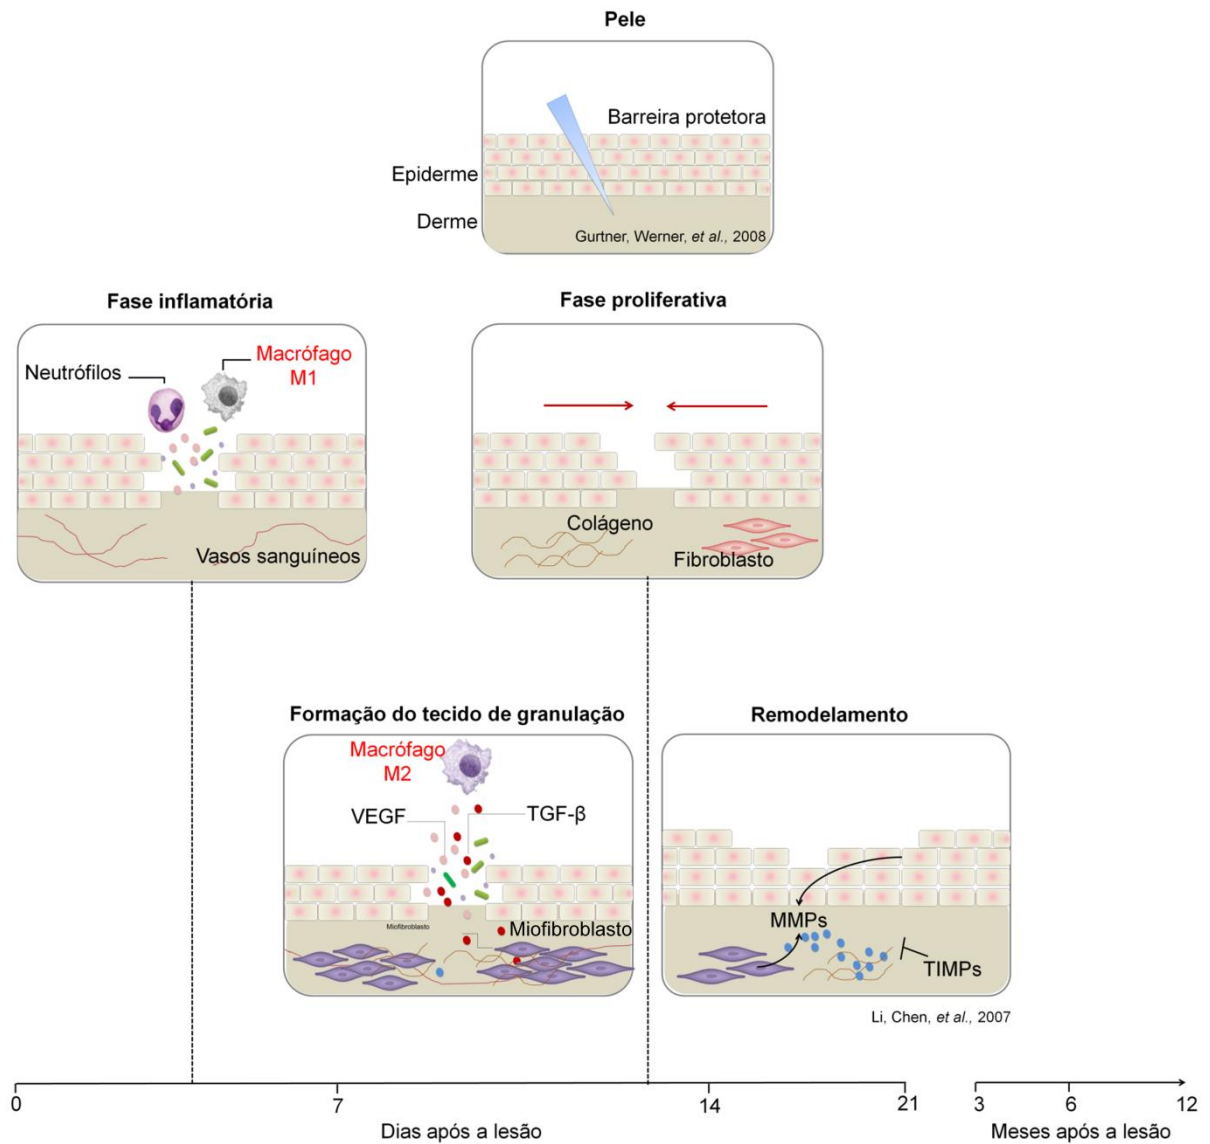 Pele
Barreira protetora
Epiderme
Derme
Gurtner, Werner, et al., 2008
Fase inflamatória
Neutrófilos
Macrófago
M1
Vasos sanguíneos
Fase proliferativa
Colágeno
Fibroblasto
Formação do tecido de granulação
Macrófago
M2
VEGF
TGF-β
Miofibroblasto
Miofibroblasto
Remodelamento
MMPs
TIMPs
Li, Chen, et al., 2007
0 7 14 21 3 6 12
Dias após a lesão
Meses após a lesão